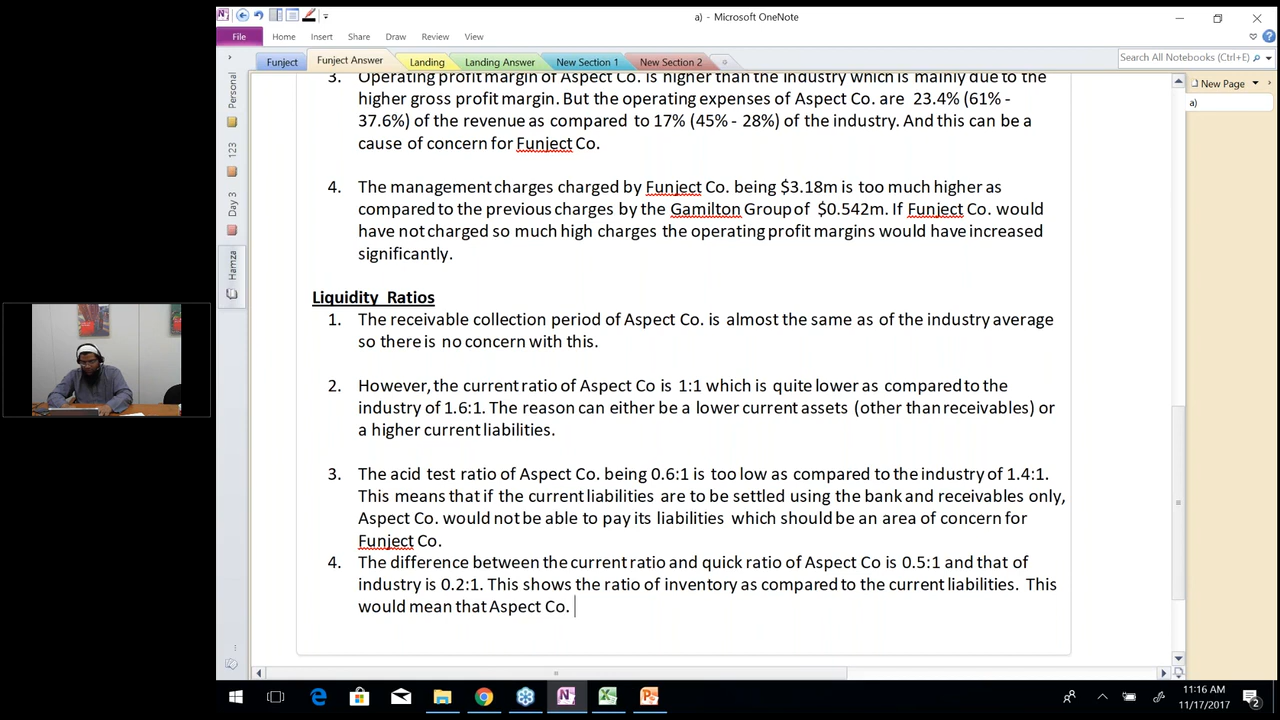 a) - Microsoft OneNote
File Home Insert Share Draw Review View
Funject Funject Answer Landing Landing Answer New Section 1 New Section 2
Search All Notebooks (Ctrl+E)
New Page
a)
Personal
123
Day 3
Hamza
3. Operating profit margin of Aspect Co. is higher than the industry which is mainly due to the
higher gross profit margin. But the operating expenses of Aspect Co. are 23.4% (61% -
37.6%) of the revenue as compared to 17% (45% - 28%) of the industry. And this can be a
cause of concern for Funject Co.
4. The management charges charged by Funject Co. being $3.18m is too much higher as
compared to the previous charges by the Gamilton Group of $0.542m. If Funject Co. would
have not charged so much high charges the operating profit margins would have increased
significantly.
Liquidity Ratios
1. The receivable collection period of Aspect Co. is almost the same as of the industry average
so there is no concern with this.
2. However, the current ratio of Aspect Co is 1:1 which is quite lower as compared to the
industry of 1.6:1. The reason can either be a lower current assets (other than receivables) or
a higher current liabilities.
3. The acid test ratio of Aspect Co. being 0.6:1 is too low as compared to the industry of 1.4:1.
This means that if the current liabilities are to be settled using the bank and receivables only,
Aspect Co. would not be able to pay its liabilities which should be an area of concern for
Funject Co.
4. The difference between the current ratio and quick ratio of Aspect Co is 0.5:1 and that of
industry is 0.2:1. This shows the ratio of inventory as compared to the current liabilities. This
would mean that Aspect Co.
11:16 AM
11/17/2017
2